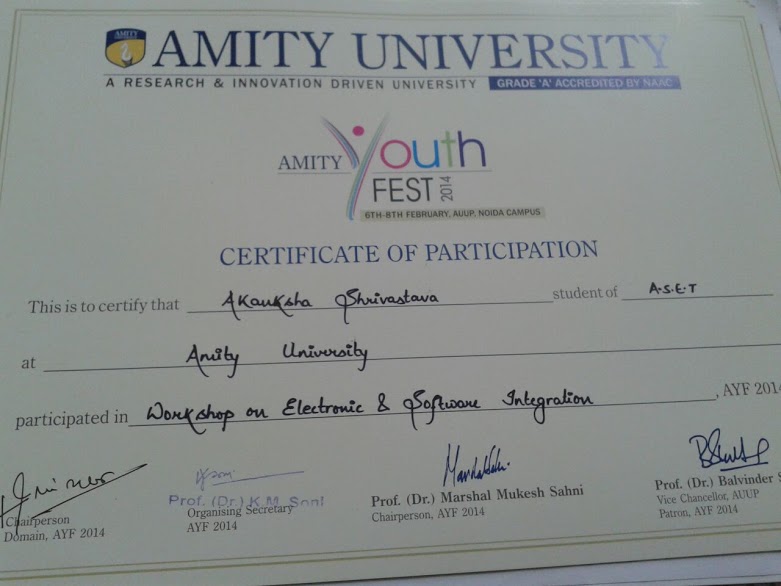 AMITY UNIVERSITY
A RESEARCH & INNOVATION DRIVEN UNIVERSITY GRADE 'A' ACCREDITED BY NAAC
AMITY Youth
FEST 2014
6TH-8TH FEBRUARY, AUUP, NOIDA CAMPUS
CERTIFICATE OF PARTICIPATION
This is to certify that Akanksha Shrivastava student of A.S.E.T
at Amity University
participated in Workshop on Electronic & Software Integration, AYF 2014
Prof. (Dr.) K.M. Soni
Prof. (Dr.) Marshal Mukesh Sahni
Prof. (Dr.) Balvinder S
Chairperson
Domain, AYF 2014
Organising Secretary
AYF 2014
Chairperson, AYF 2014
Vice Chancellor, AUUP
Patron, AYF 2014